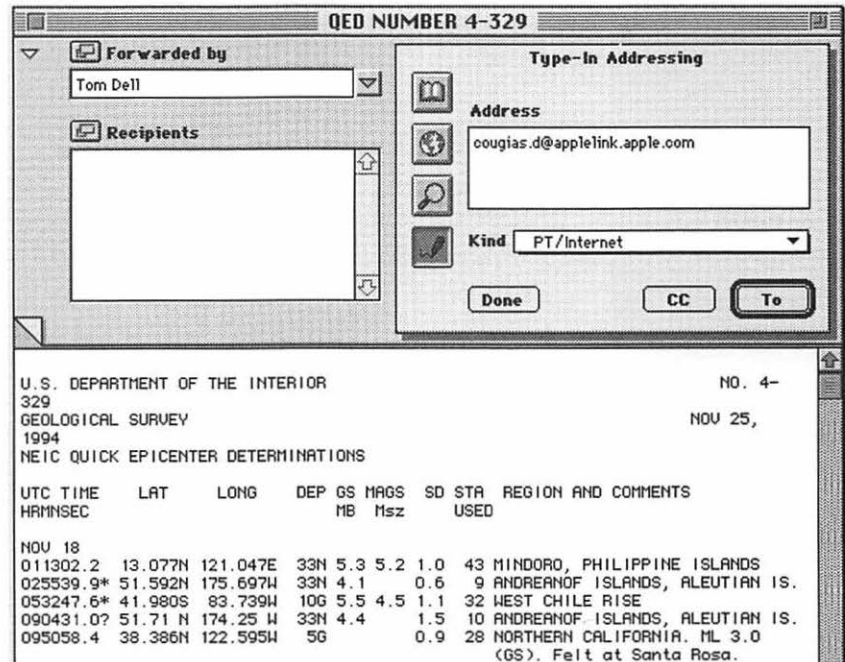 QED NUMBER 4-329
Forwarded by
Tom Dell
Recipients
Type-In Addressing
Address
cougias.d@applelink.apple.com
Kind PT/Internet
Done CC To
U.S. DEPARTMENT OF THE INTERIOR NO. 4-
329
GEOLOGICAL SURVEY NOV 25,
1994
NEIC QUICK EPICENTER DETERMINATIONS
UTC TIME LAT LONG DEP GS MAGS SD STA REGION AND COMMENTS
HRMNSEC MB Msz USED
NOV 18
011302.2 13.077N 121.047E 33N 5.3 5.2 1.0 43 MINDORO, PHILIPPINE ISLANDS
025539.9* 51.592N 175.697W 33N 4.1 0.6 9 ANDREANOF ISLANDS, ALEUTIAN IS.
053247.6* 41.980S 83.739W 10G 5.5 4.5 1.1 32 WEST CHILE RISE
090431.0? 51.71 N 174.25 W 33N 4.4 1.5 10 ANDREANOF ISLANDS, ALEUTIAN IS.
095058.4 38.386N 122.595W 5G 0.9 28 NORTHERN CALIFORNIA. ML 3.0
(GS). Felt at Santa Rosa.